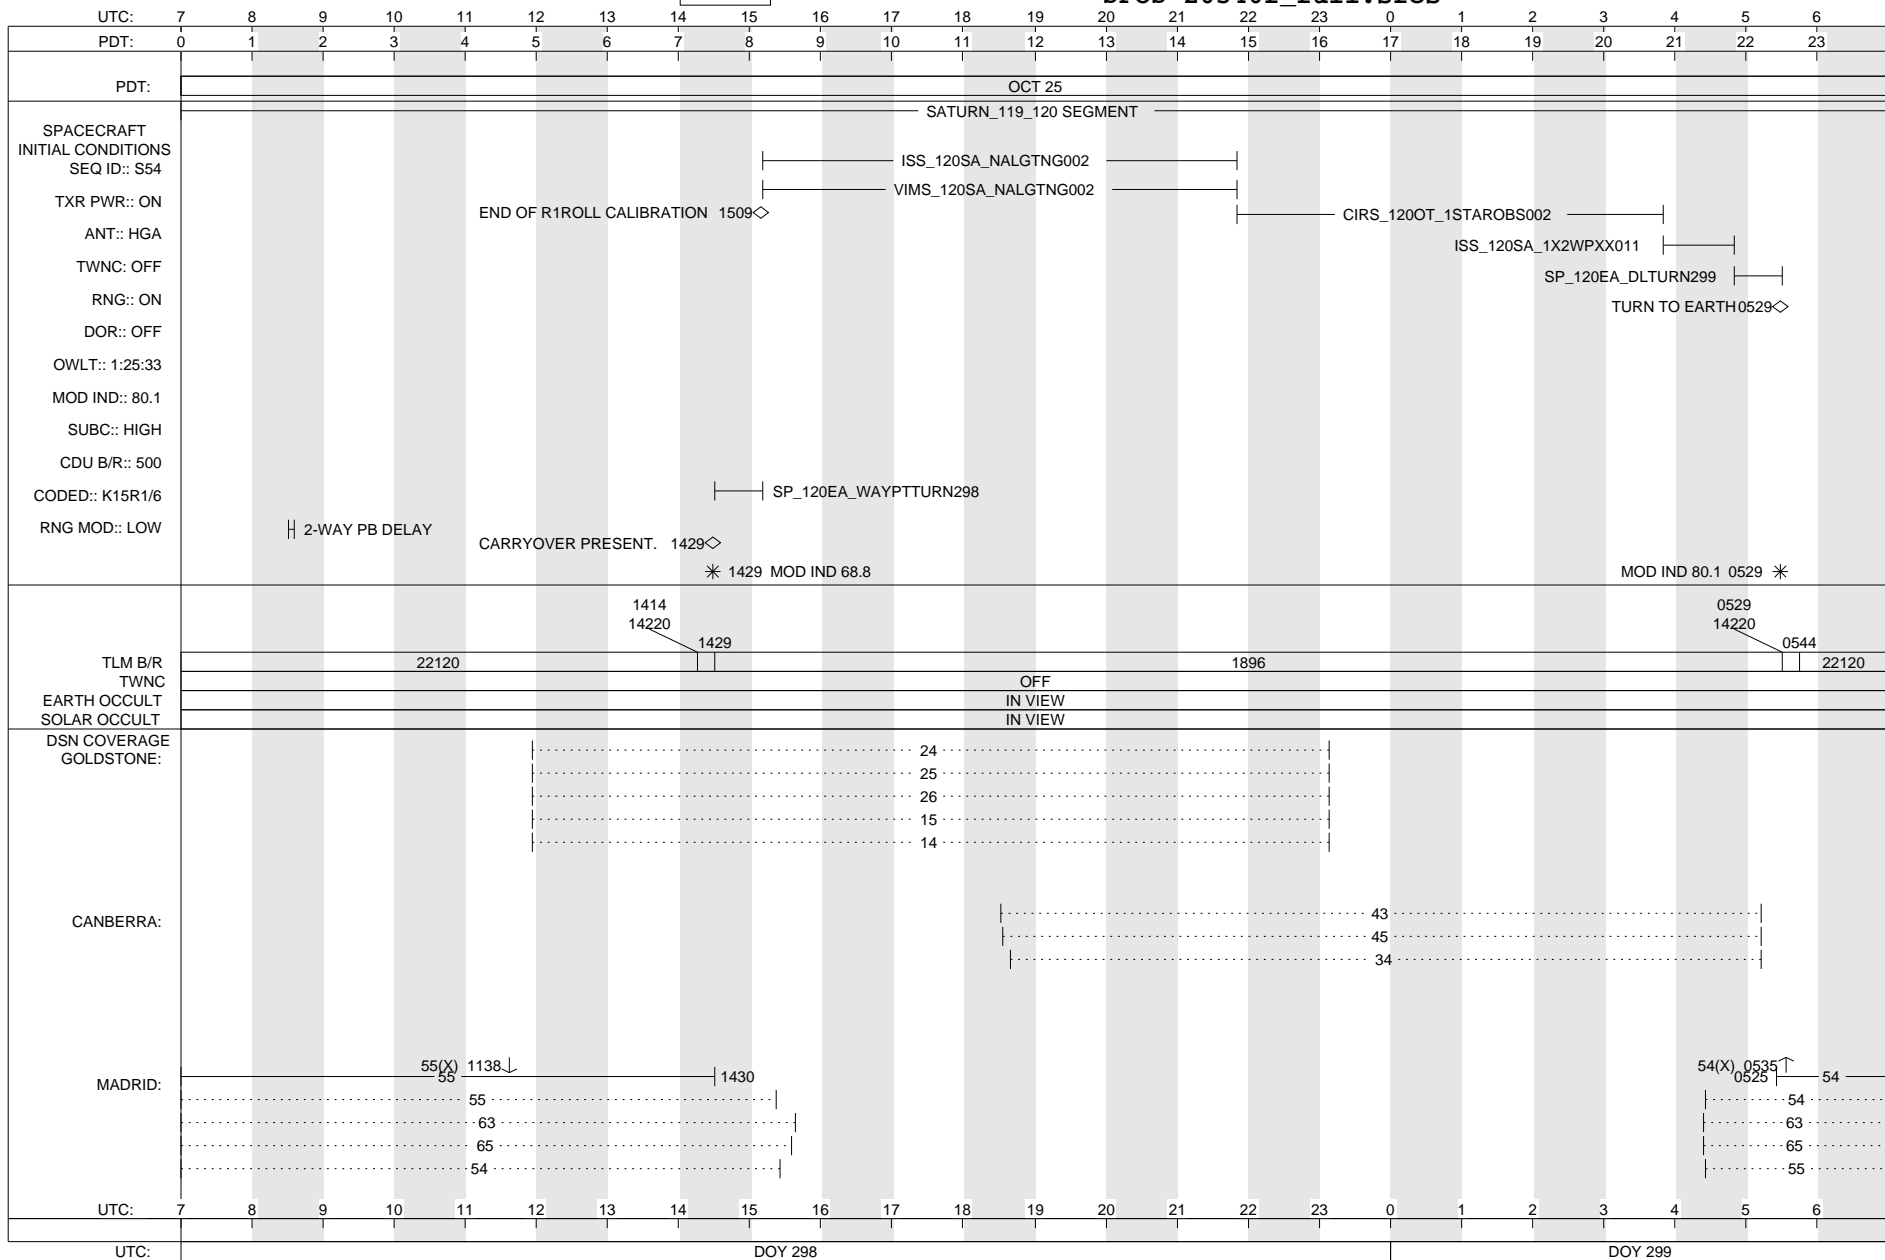 UTC: 7 8 9 10 11 12 13 14 15 16 17 18 19 20 21 22 23 0 1 2 3 4 5 6
PDT: 0 1 2 3 4 5 6 7 8 9 10 11 12 13 14 15 16 17 18 19 20 21 22 23
PDT: OCT 25
SATURN_119_120 SEGMENT
SPACECRAFT
INITIAL CONDITIONS
SEQ ID:: S54
TXR PWR:: ON
ANT:: HGA
TWNC: OFF
RNG:: ON
DOR:: OFF
OWLT:: 1:25:33
MOD IND:: 80.1
SUBC:: HIGH
CDU B/R:: 500
CODED:: K15R1/6
RNG MOD:: LOW
ISS_120SA_NALGTNG002
VIMS_120SA_NALGTNG002
END OF R1ROLL CALIBRATION 1509
CIRS_120OT_1STAROBS002
ISS_120SA_1X2WPXX011
SP_120EA_DLTURN299
TURN TO EARTH 0529
SP_120EA_WAYPTTURN298
2-WAY PB DELAY
CARRYOVER PRESENT. 1429
1429 MOD IND 68.8
MOD IND 80.1 0529
1414 0529
14220 14220
1429 0544
TLM B/R 22120 1896 22120
TWNC OFF
EARTH OCCULT IN VIEW
SOLAR OCCULT IN VIEW
DSN COVERAGE
GOLDSTONE:
24
25
26
15
14
CANBERRA:
43
45
34
MADRID:
55(X) 1138 54(X) 0535
55 1430 0525 54
55 54
63 63
65 65
54 55
UTC: 7 8 9 10 11 12 13 14 15 16 17 18 19 20 21 22 23 0 1 2 3 4 5 6
UTC: DOY 298 DOY 299